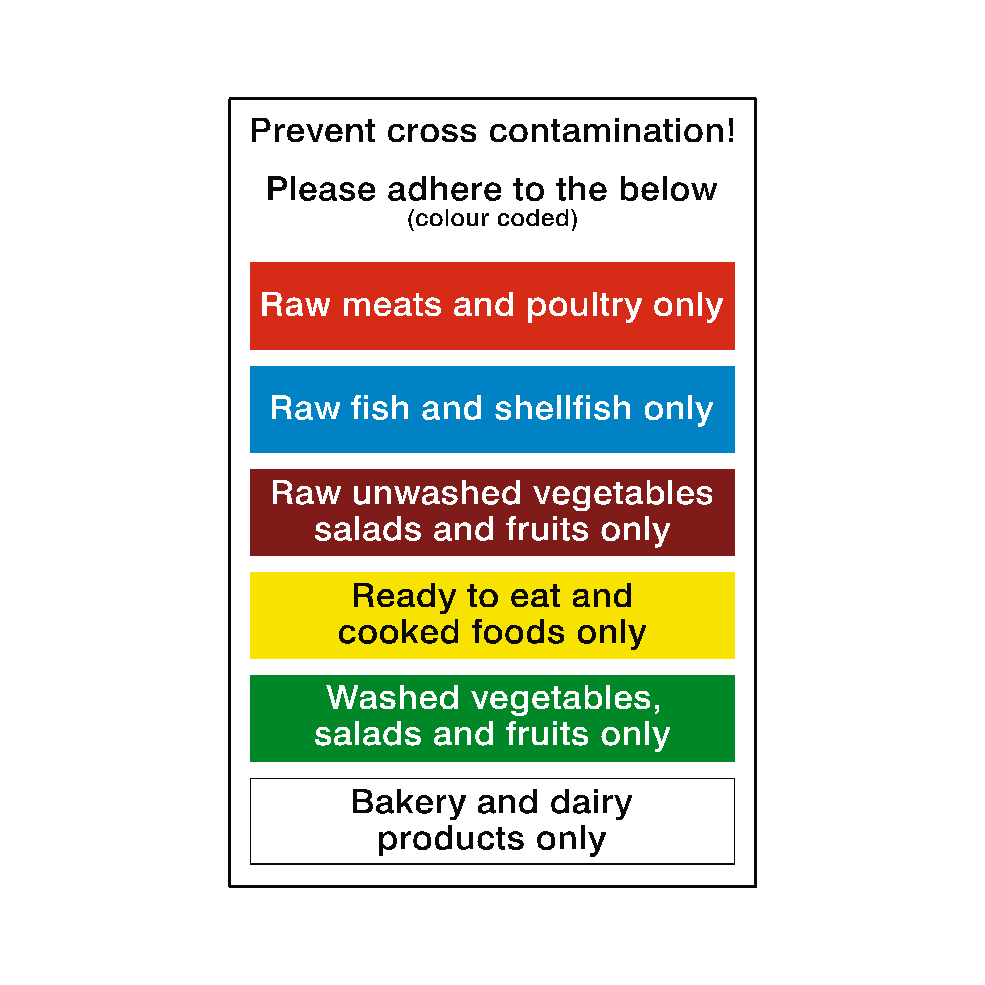 Prevent cross contamination!
Please adhere to the below
(colour coded)
Raw meats and poultry only
Raw fish and shellfish only
Raw unwashed vegetables
salads and fruits only
Ready to eat and
cooked foods only
Washed vegetables,
salads and fruits only
Bakery and dairy
products only